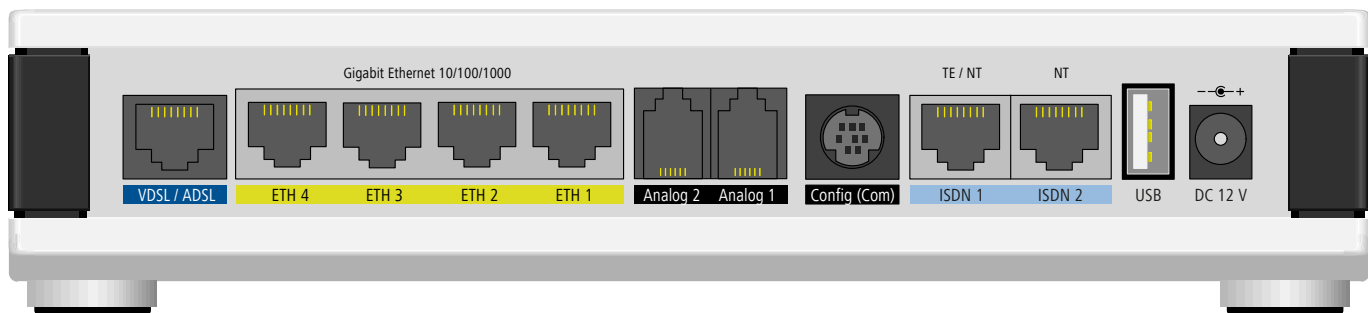 Gigabit Ethernet 10/100/1000
TE / NT
NT
VDSL / ADSL
ETH 4
ETH 3
ETH 2
ETH 1
Analog 2
Analog 1
Config (Com)
ISDN 1
ISDN 2
USB
DC 12 V